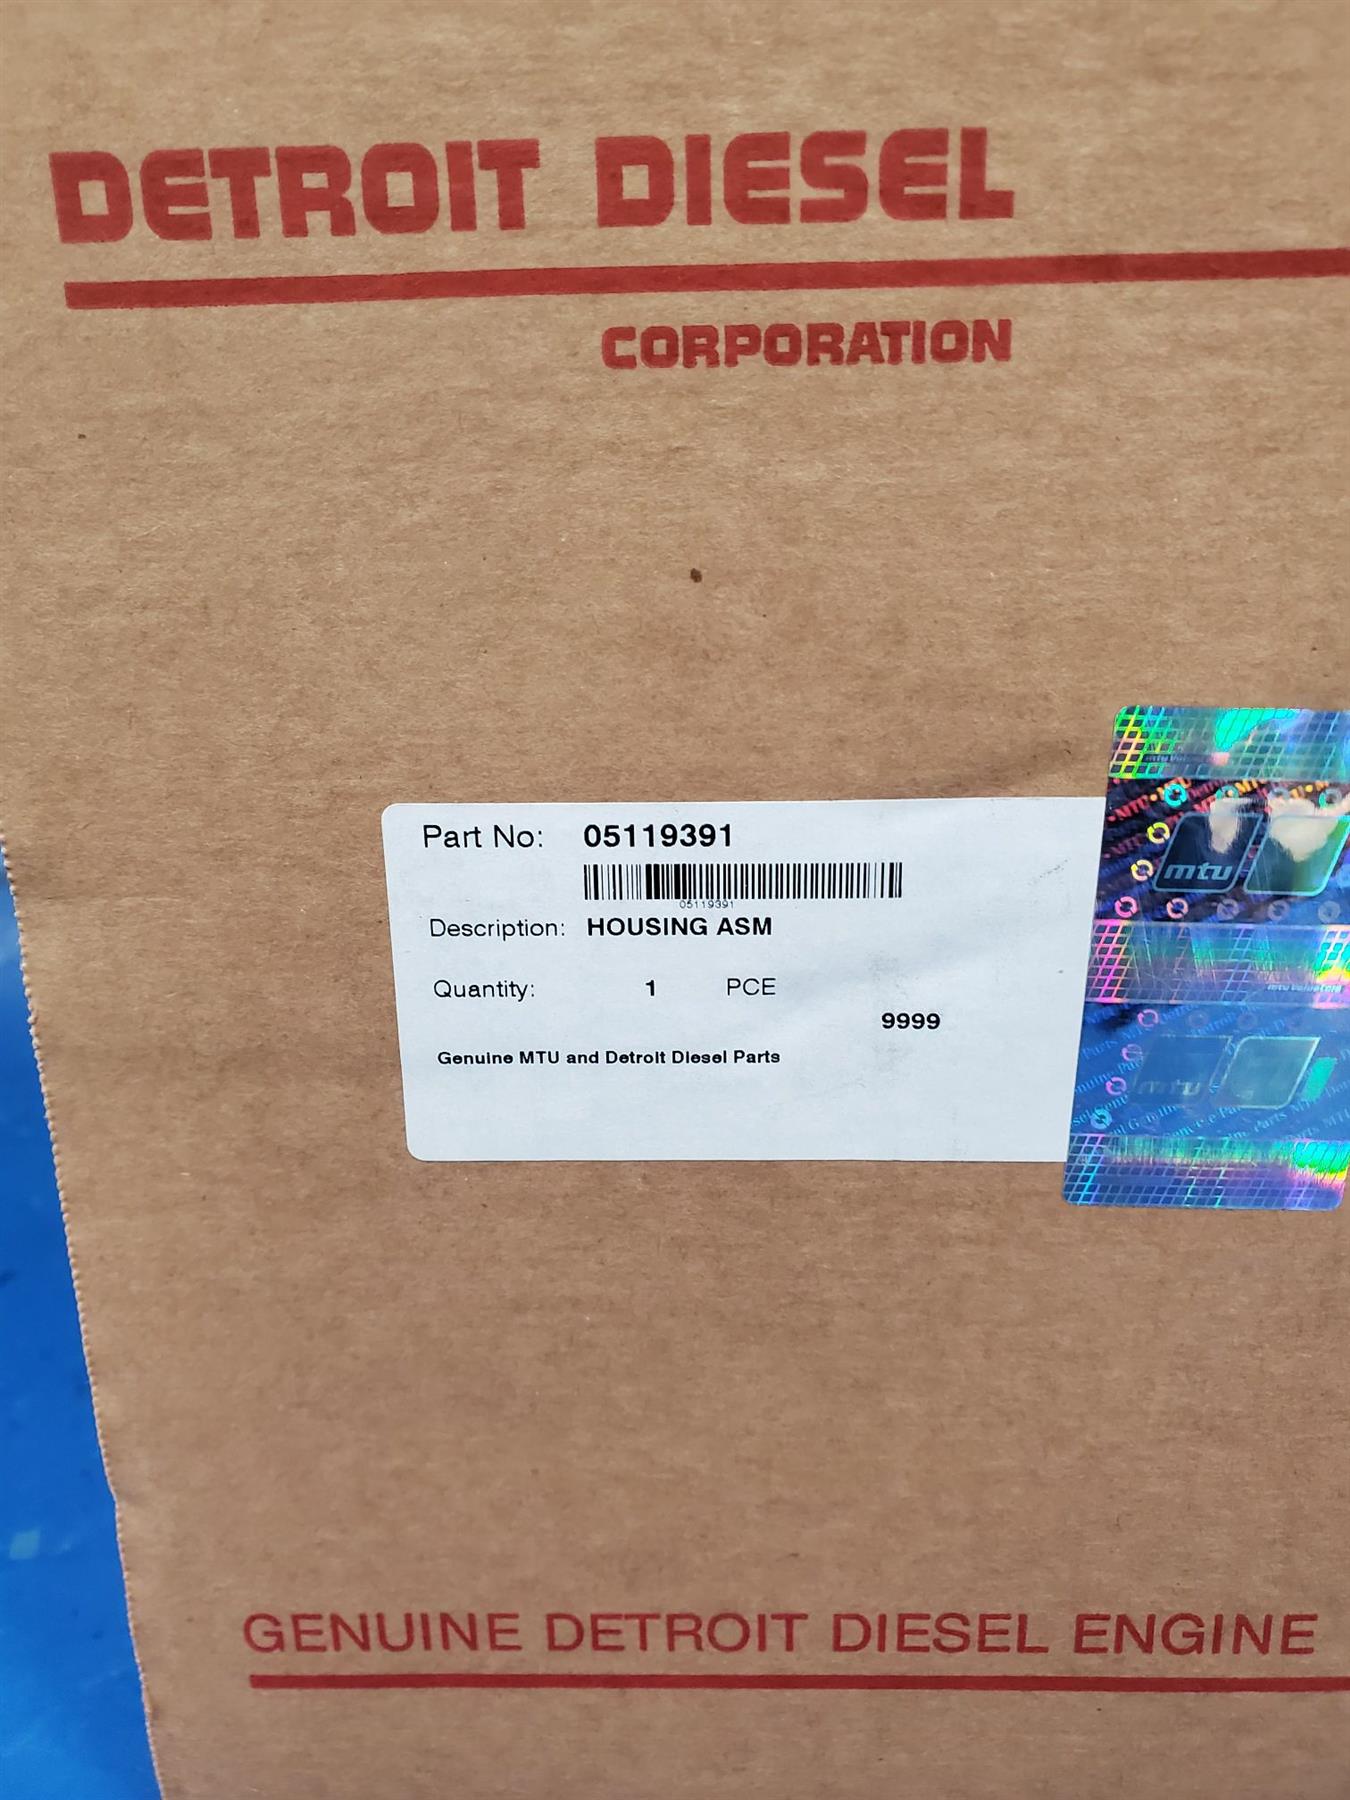 DETROIT DIESEL
CORPORATION
Part No: 05119391
05119391
Description: HOUSING ASM
Quantity: 1 PCE
9999
Genuine MTU and Detroit Diesel Parts
mtu
mtu
GENUINE DETROIT DIESEL ENGINE